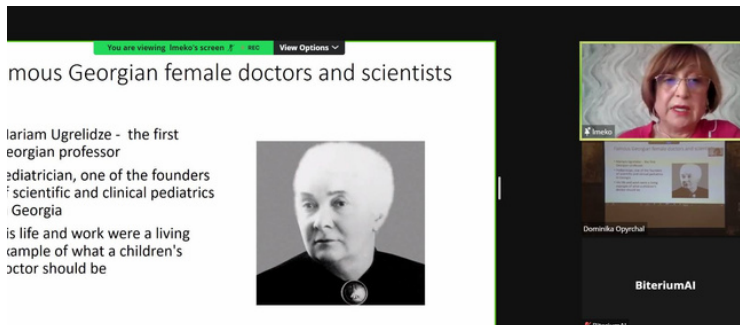 You are viewing Imeko's screen
REC
View Options
mous Georgian female doctors and scientists
ariam Ugrelidze - the first
eorgian professor
ediatrician, one of the founders
f scientific and clinical pediatrics
Georgia
is life and work were a living
xample of what a children's
octor should be
Imeko
Dominika Opyrchal
BiteriumAI
BiteriumAI